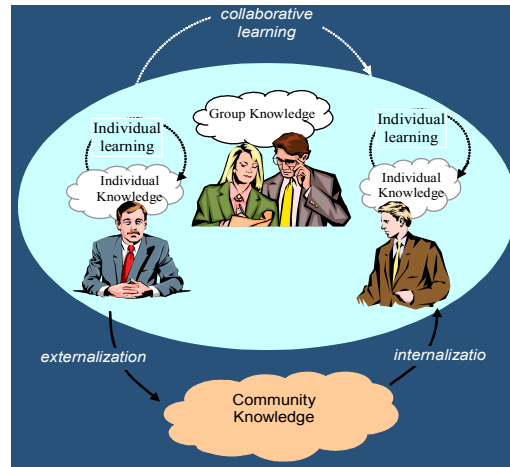 collaborative
learning
Group Knowledge
Individual
learning
Individual
Knowledge
Individual
learning
Individual
Knowledge
externalization
internalizatio
Community
Knowledge